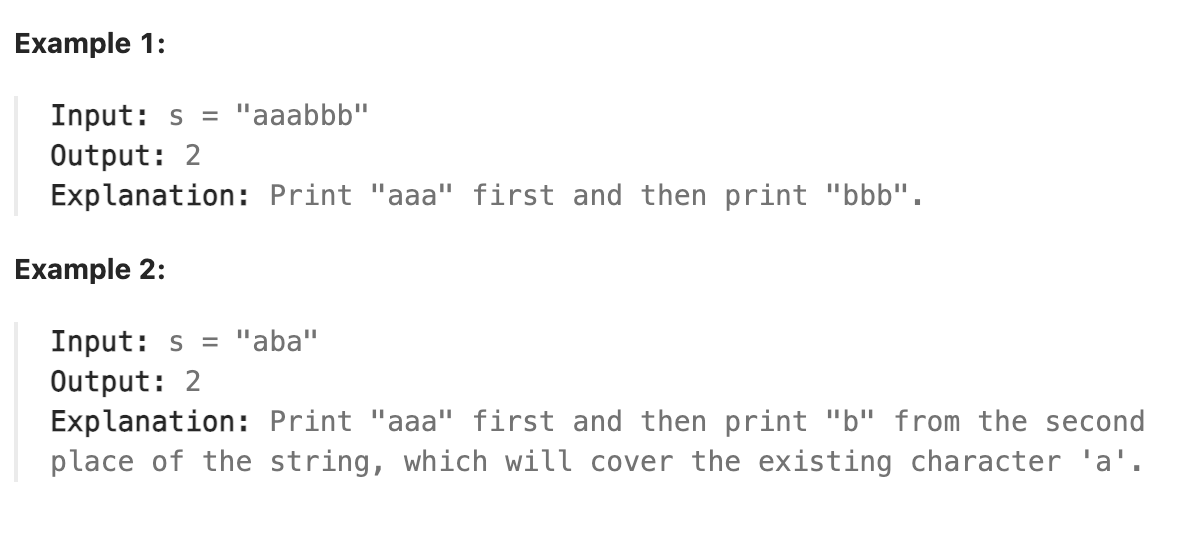 Example 1:
Input: s = "aaabbb"
Output: 2
Explanation: Print "aaa" first and then print "bbb".
Example 2:
Input: s = "aba"
Output: 2
Explanation: Print "aaa" first and then print "b" from the second
place of the string, which will cover the existing character 'a'.